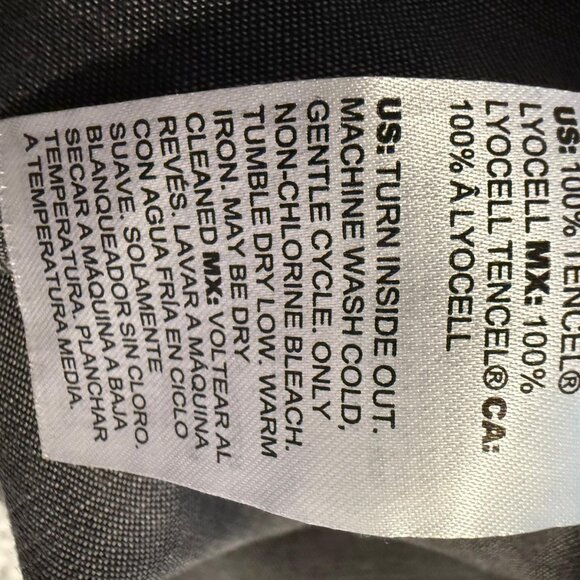 US: 100% TENCEL®
LYOCELL MX: 100%
LYOCELL TENCEL® CA:
100% Â LYOCELL
US: TURN INSIDE OUT.
MACHINE WASH COLD,
GENTLE CYCLE. ONLY
NON-CHLORINE BLEACH.
TUMBLE DRY LOW. WARM
IRON. MAY BE DRY
CLEANED MX: VOLTEAR AL
REVÉS. LAVAR A MÁQUINA
CON AGUA FRIA EN CICLO
SUAVE. SOLAMENTE
BLANQUEADOR SIN CLORO.
SECAR A MÁQUINA A BAJA
TEMPERATURA. PLANCHAR
A TEMPERATURA MEDIA.